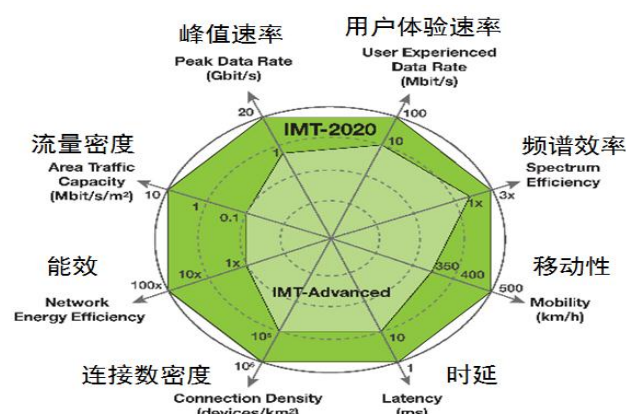 峰值速率
Peak Data Rate
(Gbit/s)
用户体验速率
User Experienced
Data Rate
(Mbit/s)
20
100
IMT-2020
1
10
流量密度
Area Traffic
Capacity
(Mbit/s/m²)
10
1
0.1
频谱效率
Spectrum
Efficiency
3x
1x
能效
Network
Energy Efficiency
100x
10x
1x
IMT-Advanced
移动性
Mobility
(km/h)
350
400
500
连接数密度
Connection Density
(devices/km²)
10⁵
10⁶
时延
Latency
(ms)
10
1